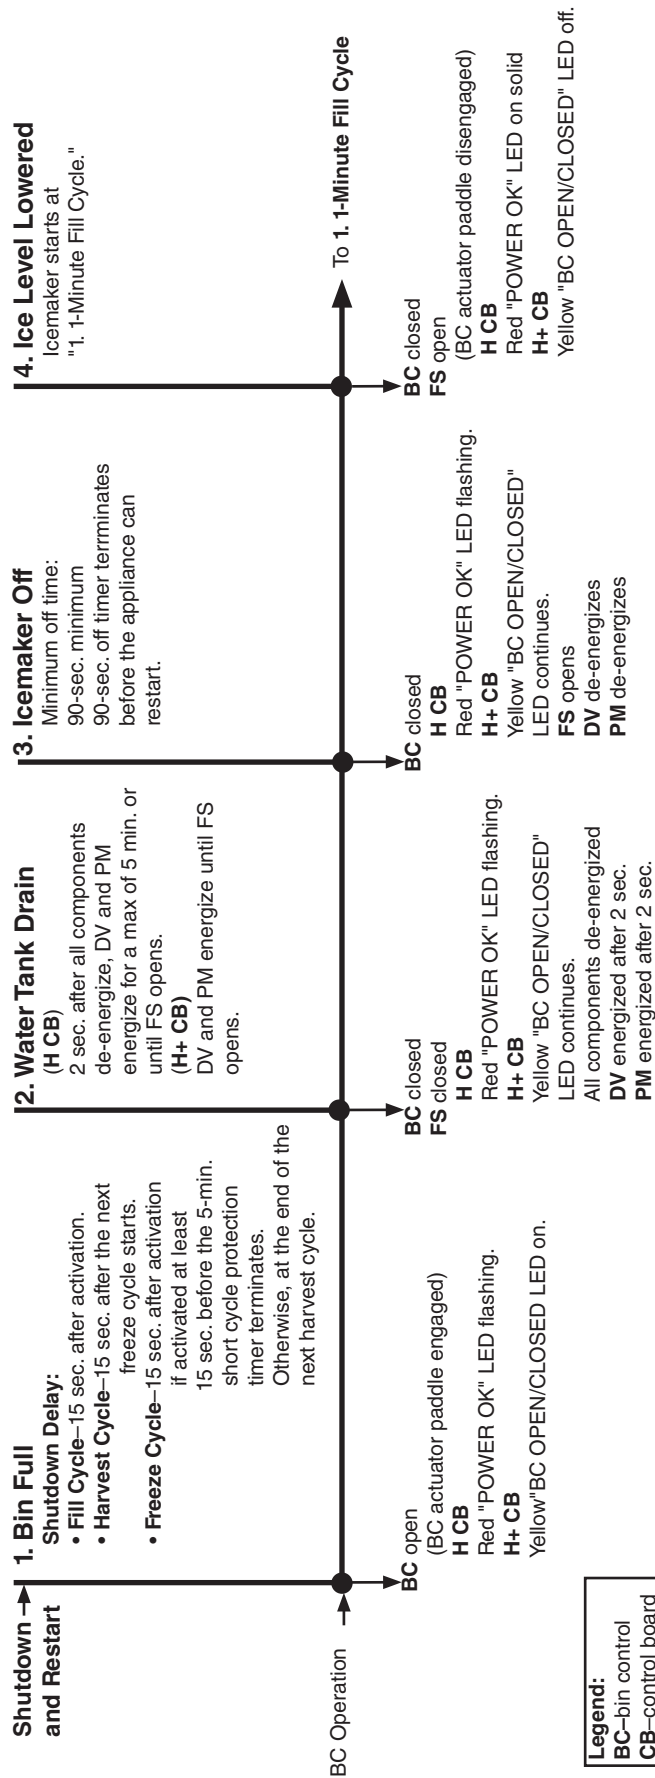 Shutdown
and Restart
1. Bin Full
Shutdown Delay:
• Fill Cycle–15 sec. after activation.
• Harvest Cycle–15 sec. after the next
freeze cycle starts.
• Freeze Cycle–15 sec. after activation
if activated at least
15 sec. before the 5-min.
short cycle protection
timer terminates.
Otherwise, at the end of the
next harvest cycle.
2. Water Tank Drain
(H CB)
2 sec. after all components
de-energize, DV and PM
energize for a max of 5 min. or
until FS opens.
(H+ CB)
DV and PM energize until FS
opens.
3. Icemaker Off
Minimum off time:
90-sec. minimum
90-sec. off timer terrminates
before the appliance can
restart.
4. Ice Level Lowered
Icemaker starts at
"1. 1-Minute Fill Cycle."
BC Operation
To 1. 1-Minute Fill Cycle
BC open
(BC actuator paddle engaged)
H CB
Red "POWER OK" LED flashing.
H+ CB
Yellow"BC OPEN/CLOSED LED on.
BC closed
FS closed
H CB
Red "POWER OK" LED flashing.
H+ CB
Yellow "BC OPEN/CLOSED"
LED continues.
All components de-energized
DV energized after 2 sec.
PM energized after 2 sec.
BC closed
H CB
Red "POWER OK" LED flashing.
H+ CB
Yellow "BC OPEN/CLOSED"
LED continues.
FS opens
DV de-energizes
PM de-energizes
BC closed
FS open
(BC actuator paddle disengaged)
H CB
Red "POWER OK" LED on solid
H+ CB
Yellow "BC OPEN/CLOSED" LED off.
Legend:
BC–bin control
CB–control board